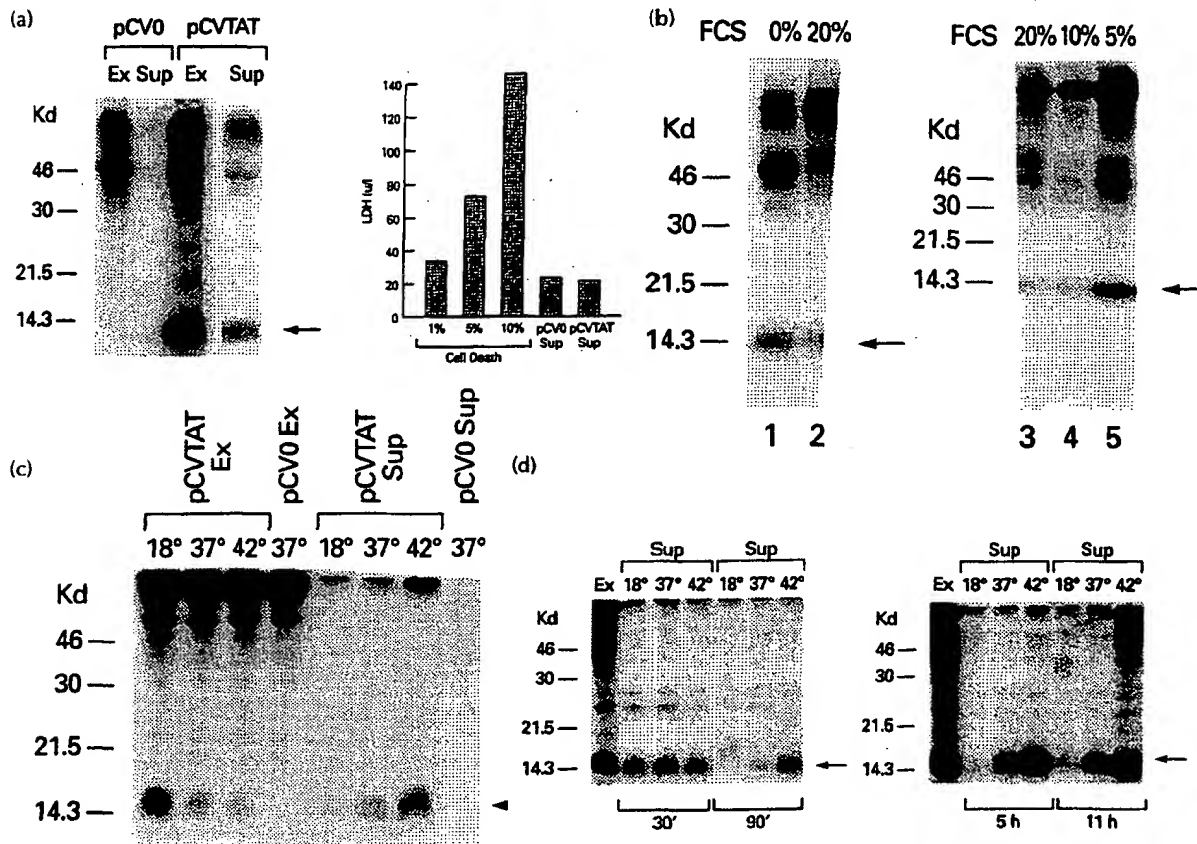 (a)
pCV0 pCVTAT
Ex Sup Ex Sup
Kd
46
30
21.5
14.3
140
120
100
80
60
40
20
0
1% 5% 10% pCV0 Sup pCVTAT Sup
Cell Death
(b)
FCS 0% 20%
Kd
46
30
21.5
14.3
1 2
FCS 20% 10% 5%
Kd
46
30
21.5
14.3
3 4 5
(c)
pCVTAT Ex
pCV0 Ex
pCVTAT Sup
pCV0 Sup
18° 37° 42° 37° 18° 37° 42° 37°
Kd
46
30
21.5
14.3
(d)
Sup Sup
Ex 18° 37° 42° 18° 37° 42°
Kd
46
30
21.5
14.3
30' 90'
Sup Sup
Ex 18° 37° 42° 18° 37° 42°
Kd
46
30
21.5
14.3
5 h 11 h